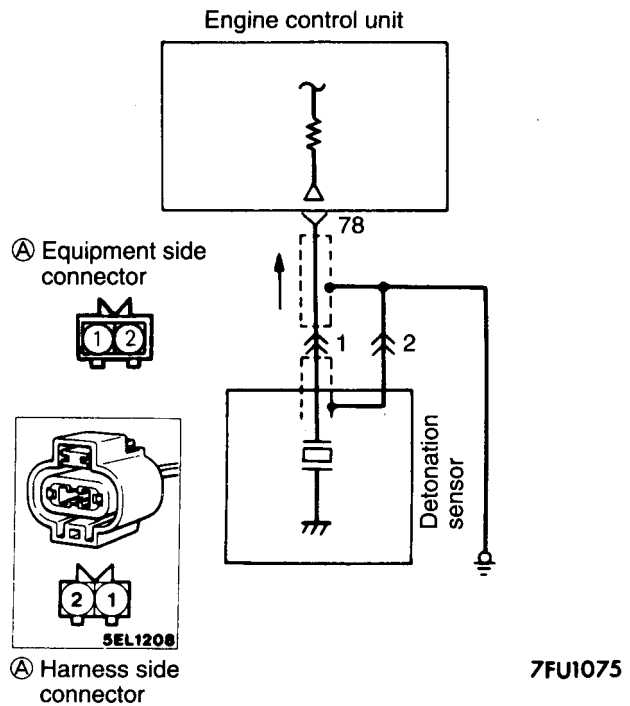 Engine control unit
78
Ⓐ Equipment side
connector
1 2
1
2
Detonation
sensor
2 1
5EL1208
Ⓐ Harness side
connector
7FU1075